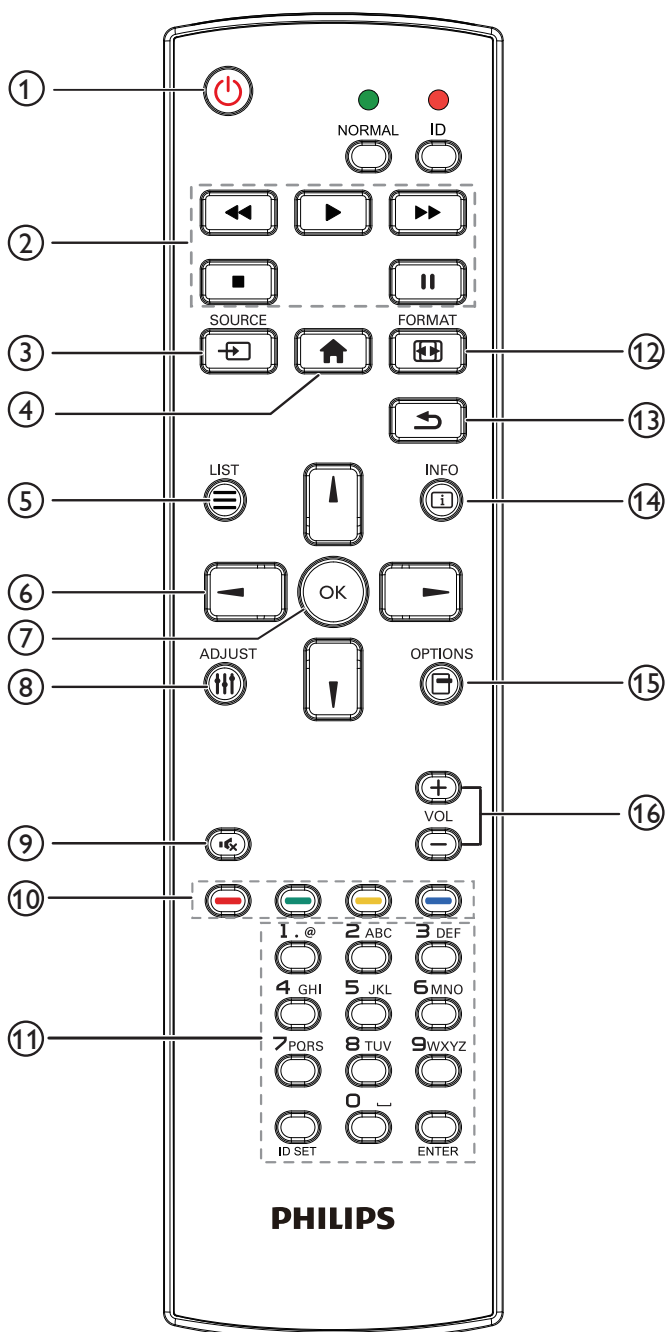 1
NORMAL ID
2
SOURCE FORMAT
3 12
4
13
LIST INFO
5 14
6
OK
7
ADJUST OPTIONS
8 15
+
VOL 16
9
−
10
1 . @ 2 ABC 3 DEF
4 GHI 5 JKL 6 MNO
11
7 PQRS 8 TUV 9 WXYZ
0 ⎵
ID SET ENTER
PHILIPS